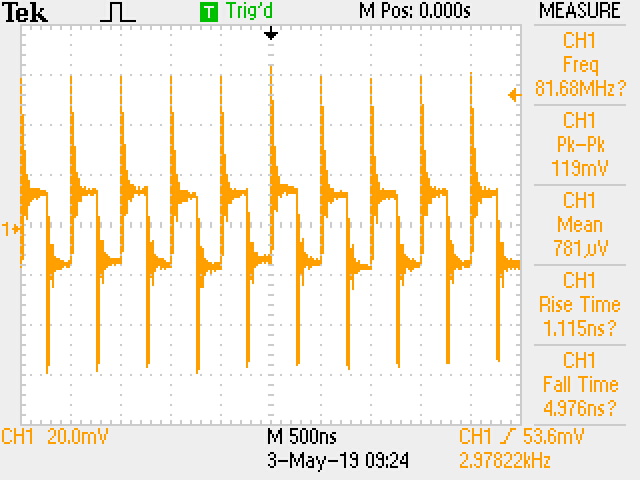 Tek T Trig'd M Pos: 0.000s MEASURE
CH1
Freq
81.68MHz?
CH1
Pk-Pk
119mV
CH1
Mean
781µV
CH1
Rise Time
1.115ns?
CH1
Fall Time
4.976ns?
1
CH1 20.0mV M 500ns CH1 53.6mV
3-May-19 09:24 2.97822kHz